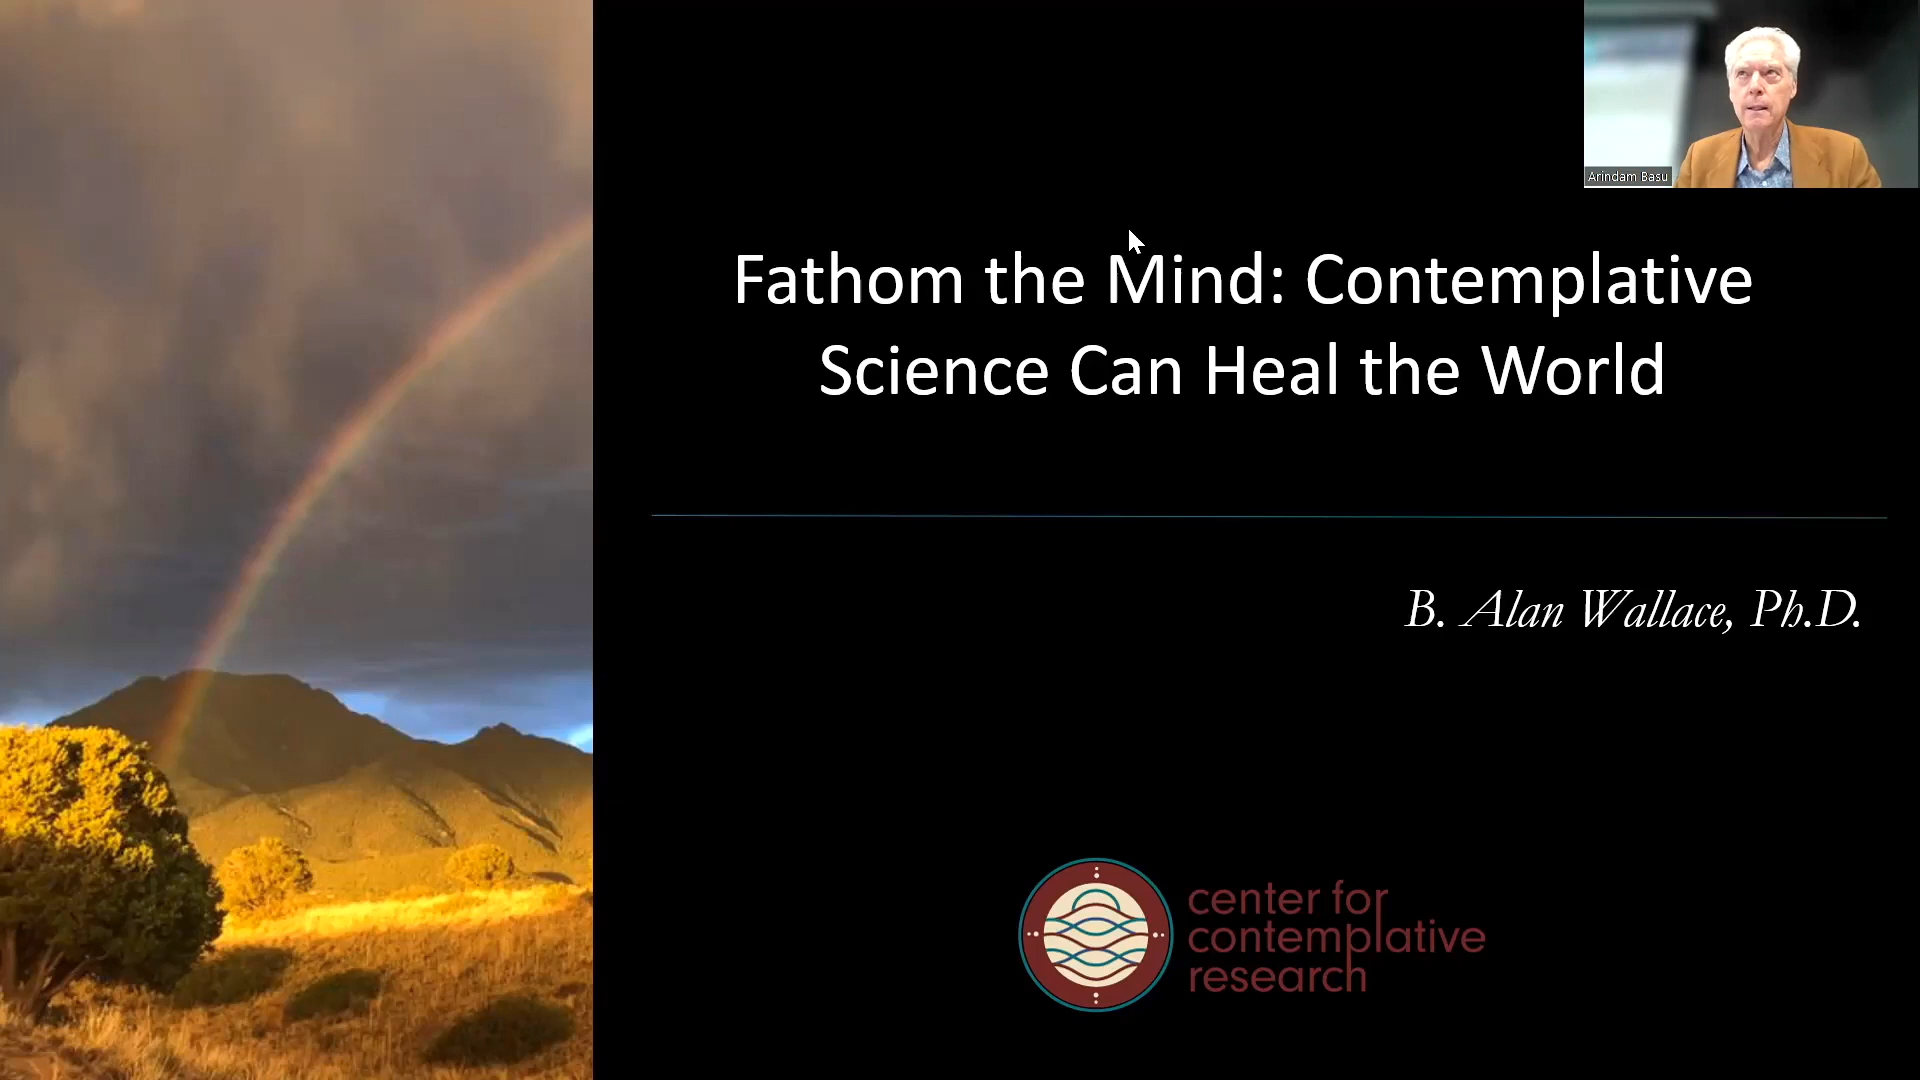 Arindam Basu
Fathom the Mind: Contemplative
Science Can Heal the World
B. Alan Wallace, Ph.D.
center for
contemplative
research